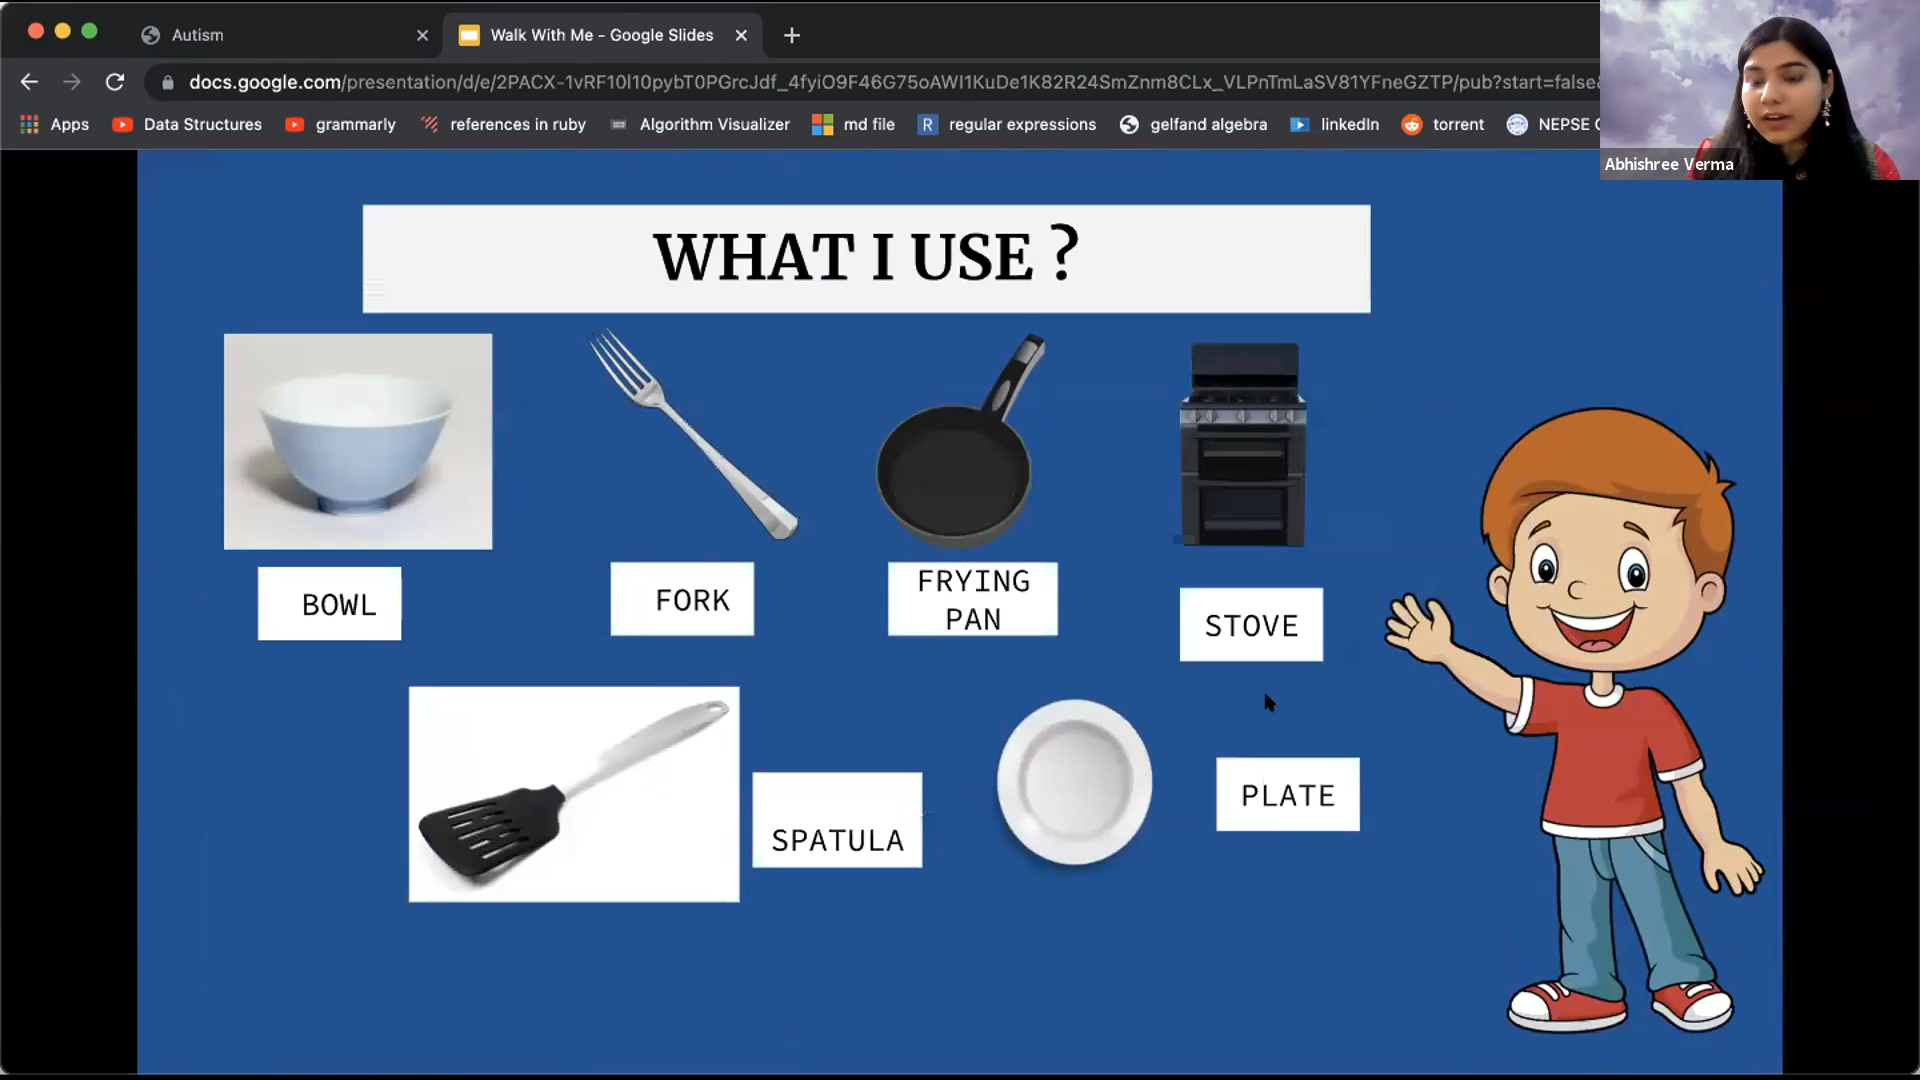 Autism
Walk With Me - Google Slides
docs.google.com/presentation/d/e/2PACX-1vRF10l10pybT0PGrcJdf_4fyiO9F46G75oAWI1KuDe1K82R24SmZnm8CLx_VLPnTmLaSV81YFneGZTP/pub?start=false
Apps Data Structures grammarly references in ruby Algorithm Visualizer md file regular expressions gelfand algebra linkedIn torrent NEPSE
Abhishree Verma
WHAT I USE ?
BOWL
FORK
FRYING
PAN
STOVE
SPATULA
PLATE